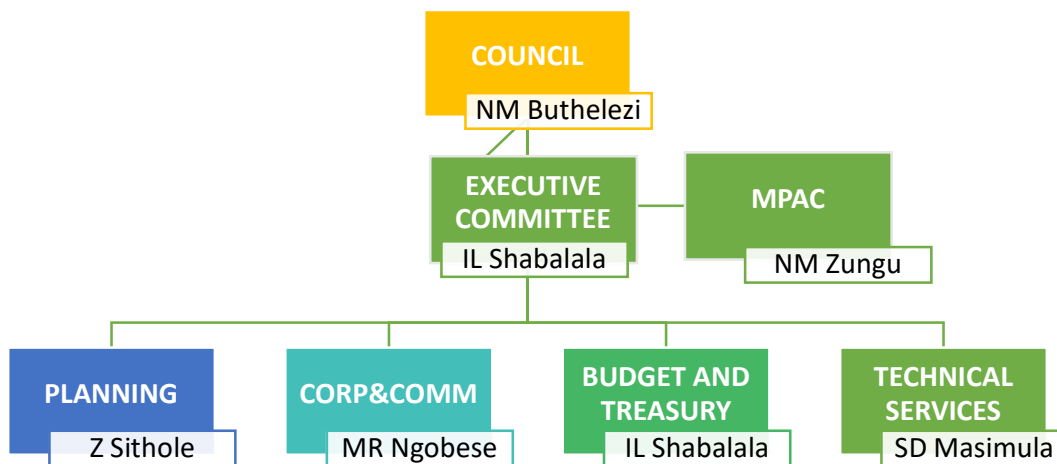 COUNCIL
NM Buthelezi
EXECUTIVE
COMMITTEE
IL Shabalala
MPAC
NM Zungu
PLANNING
Z Sithole
CORP&COMM
MR Ngobese
BUDGET AND
TREASURY
IL Shabalala
TECHNICAL
SERVICES
SD Masimula